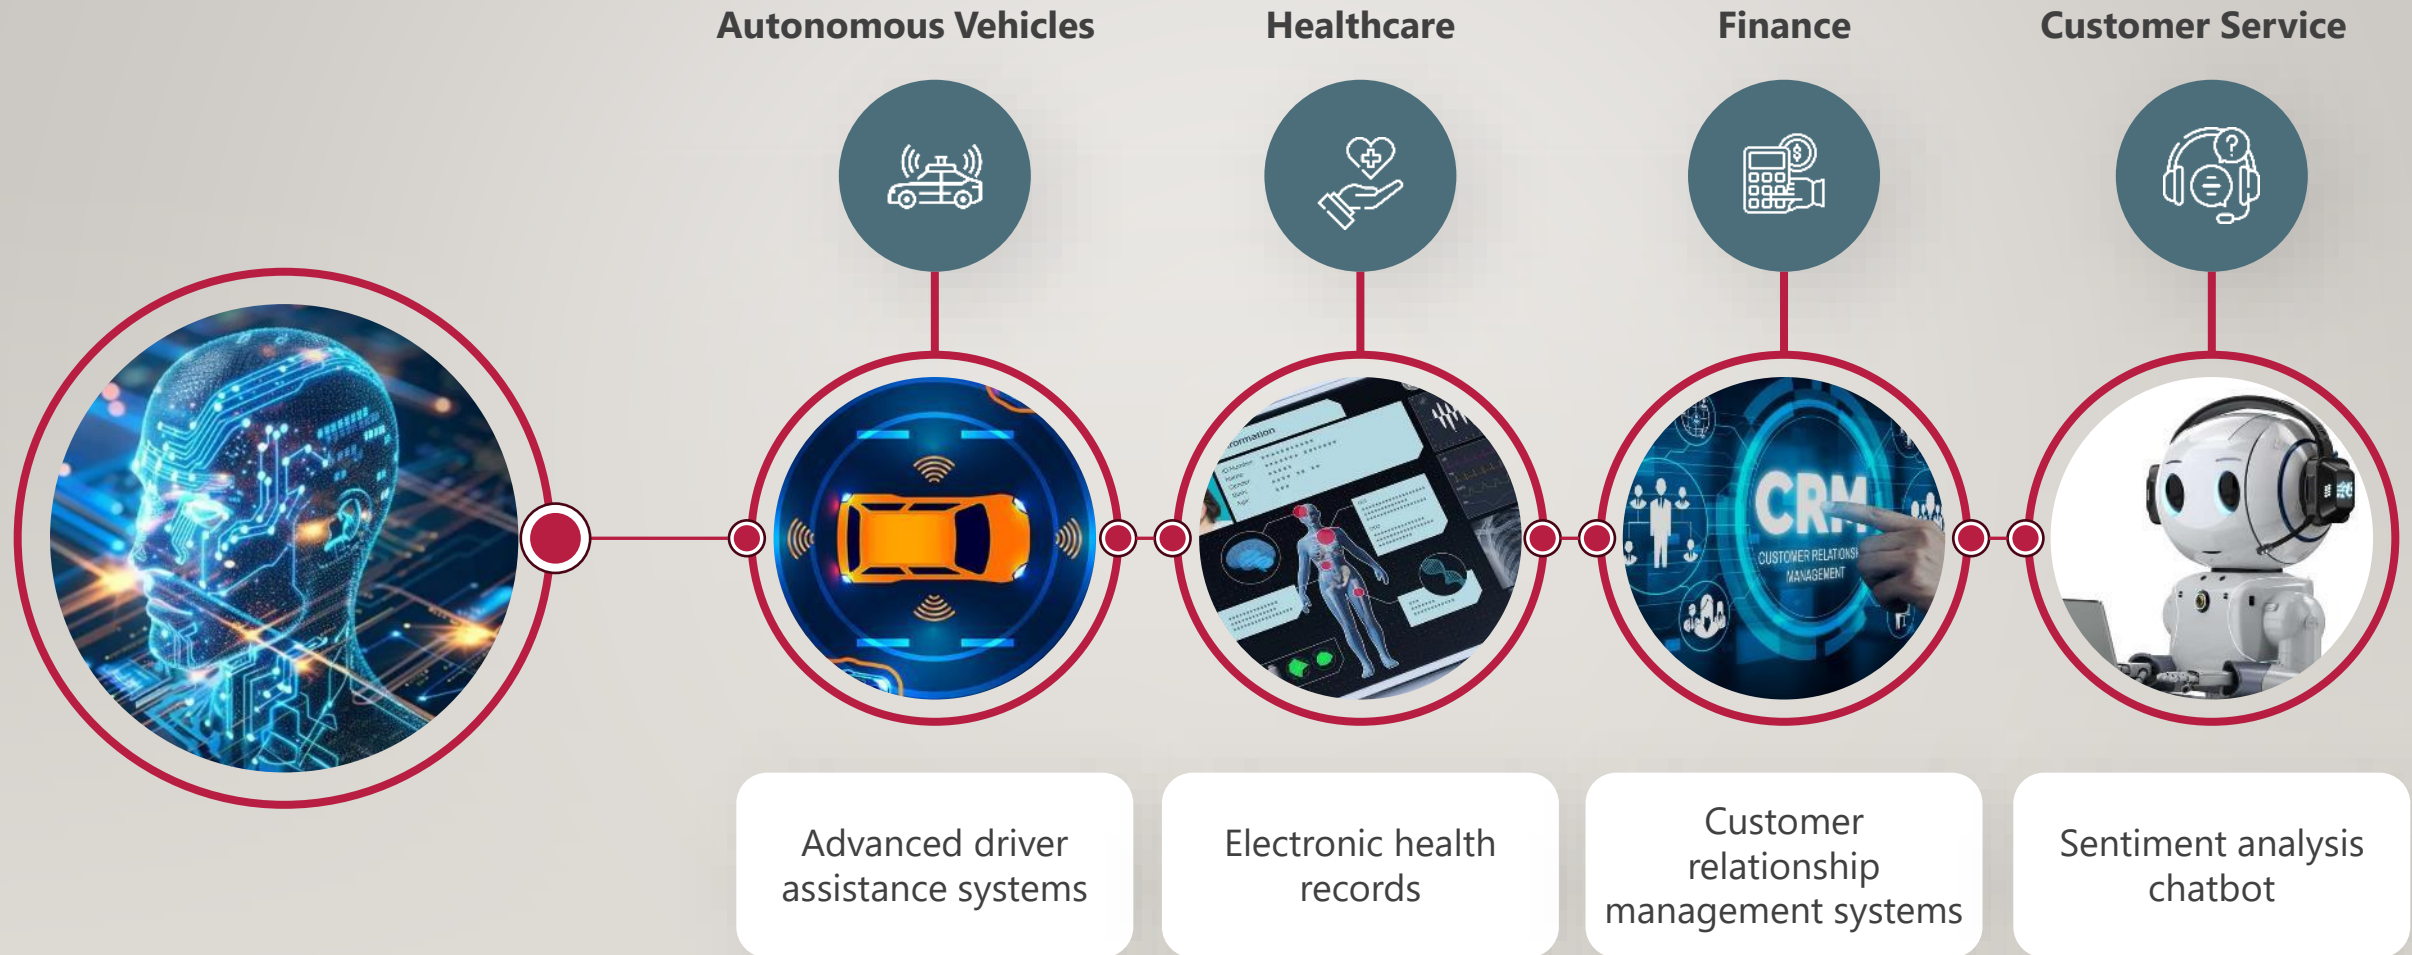 Autonomous Vehicles
Healthcare
Finance
Customer Service
CRM
CUSTOMER RELATIONSH
MANAGEMENT
Advanced driver
assistance systems
Electronic health
records
Customer
relationship
management systems
Sentiment analysis
chatbot